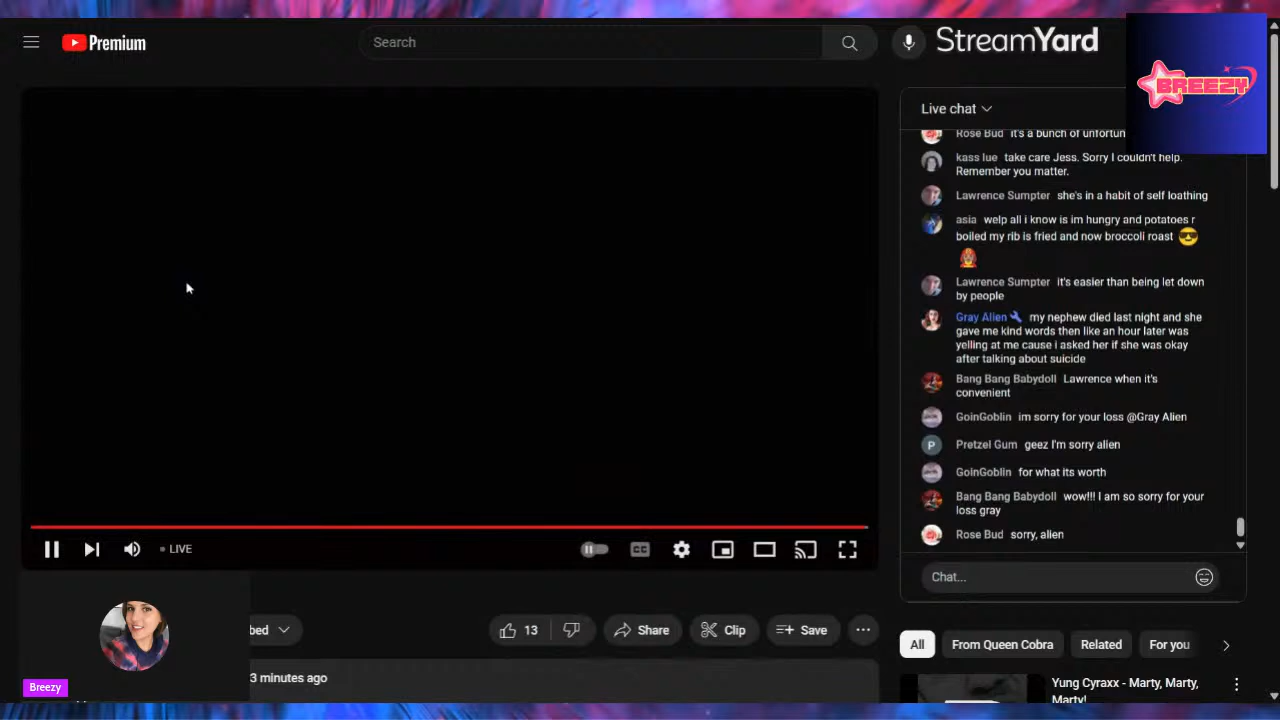 Premium
Search
StreamYard
BREEZY
Live chat
Rose Bud it's a bunch of unfortun
kass lue take care Jess. Sorry I couldn't help.
Remember you matter.
Lawrence Sumpter she's in a habit of self loathing
asia welp all i know is im hungry and potatoes r
boiled my rib is fried and now broccoli roast
Lawrence Sumpter it's easier than being let down
by people
Gray Alien my nephew died last night and she
gave me kind words then like an hour later was
yelling at me cause i asked her if she was okay
after talking about suicide
Bang Bang Babydoll Lawrence when it's
convenient
GoinGoblin im sorry for your loss @Gray Alien
P Pretzel Gum geez I'm sorry alien
GoinGoblin for what its worth
Bang Bang Babydoll wow!!! I am so sorry for your
loss gray
Rose Bud sorry, alien
LIVE
CC
Chat...
bed
13
Share
Clip
Save
All
From Queen Cobra
Related
For you
3 minutes ago
Breezy
Yung Cyraxx - Marty, Marty,
Marty!